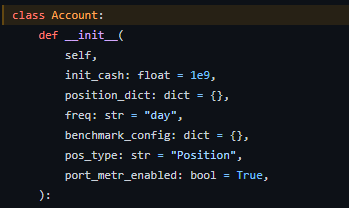 class Account:
    def __init__(
        self,
        init_cash: float = 1e9,
        position_dict: dict = {},
        freq: str = "day",
        benchmark_config: dict = {},
        pos_type: str = "Position",
        port_metr_enabled: bool = True,
    ):